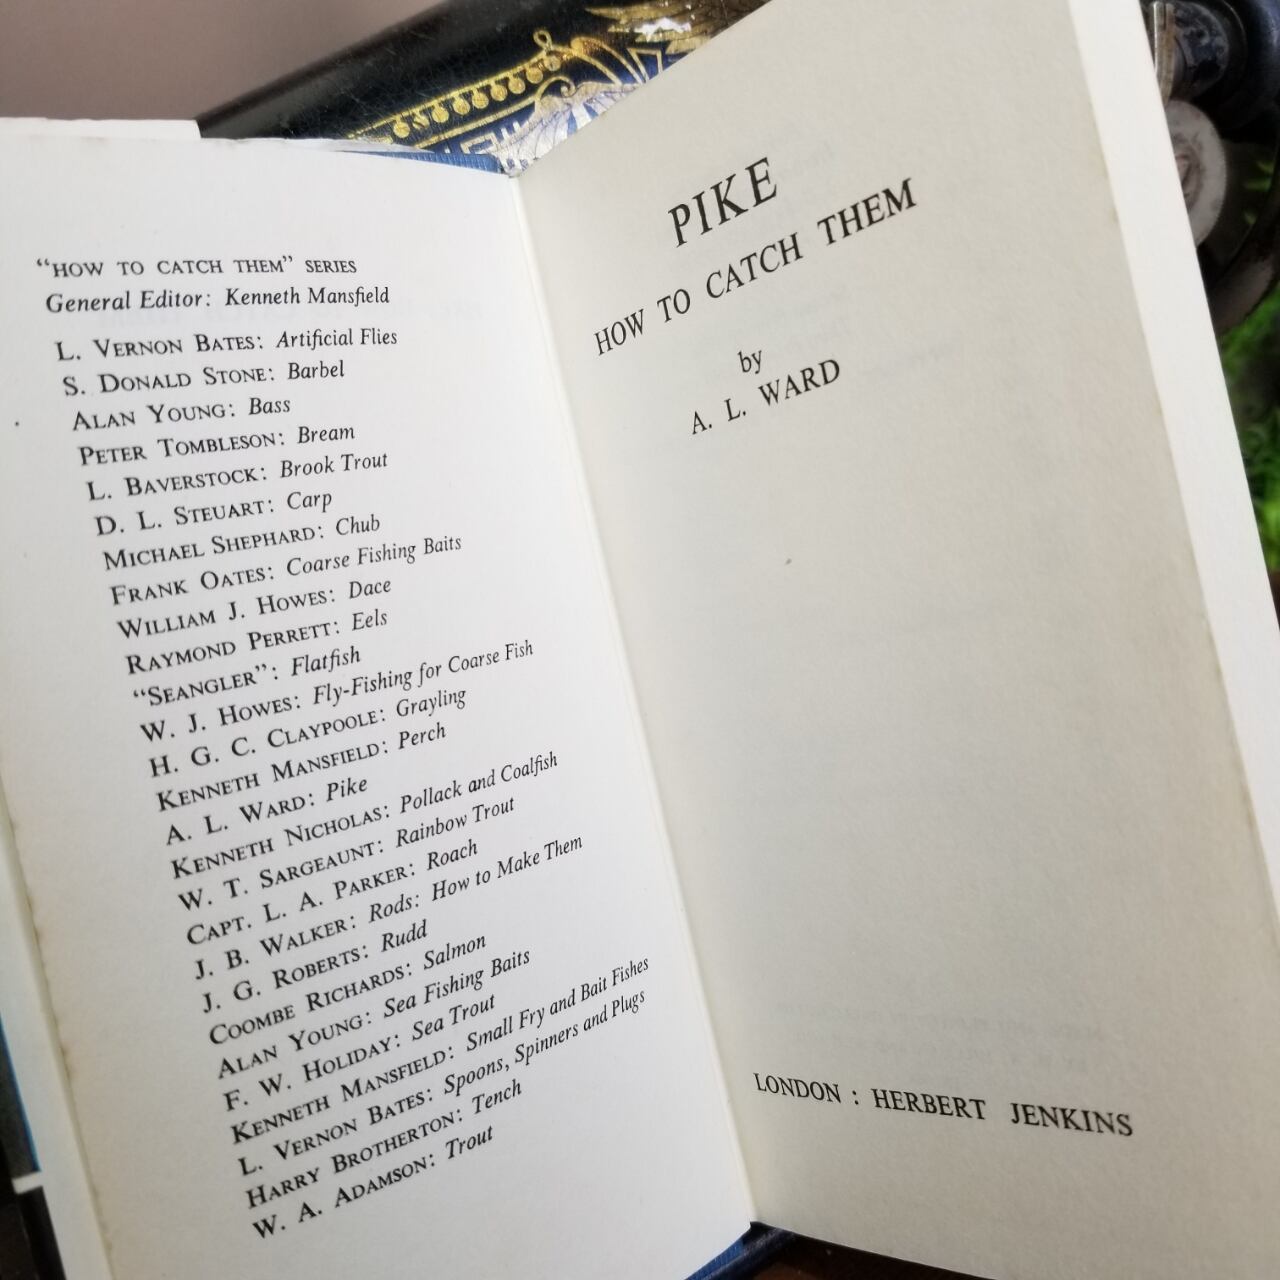 “HOW TO CATCH THEM” SERIES
General Editor: Kenneth Mansfield
L. VERNON BATES: Artificial Flies
S. DONALD STONE: Barbel
ALAN YOUNG: Bass
PETER TOMBLESON: Bream
L. BAVERSTOCK: Brook Trout
D. L. STEUART: Carp
MICHAEL SHEPHARD: Chub
FRANK OATES: Coarse Fishing Baits
WILLIAM J. HOWES: Dace
RAYMOND PERRETT: Eels
“SEANGLER”: Flatfish
W. J. HOWES: Fly-Fishing for Coarse Fish
H. G. C. CLAYPOOLE: Grayling
KENNETH MANSFIELD: Perch
A. L. WARD: Pike
KENNETH NICHOLAS: Pollack and Coalfish
W. T. SARGEAUNT: Rainbow Trout
CAPT. L. A. PARKER: Roach
J. B. WALKER: Rods: How to Make Them
J. G. ROBERTS: Rudd
COOMBE RICHARDS: Salmon
ALAN YOUNG: Sea Fishing Baits
F. W. HOLIDAY: Sea Trout
KENNETH MANSFIELD: Small Fry and Bait Fishes
L. VERNON BATES: Spoons, Spinners and Plugs
HARRY BROTHERTON: Tench
W. A. ADAMSON: Trout
PIKE
HOW TO CATCH THEM
by
A. L. WARD
LONDON : HERBERT JENKINS